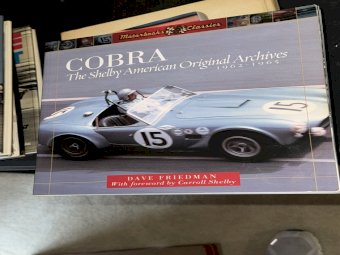 Motorbooks Classics
COBRA
The Shelby American Original Archives
1962-1965
15
15
DAVE FRIEDMAN
With foreword by Carroll Shelby